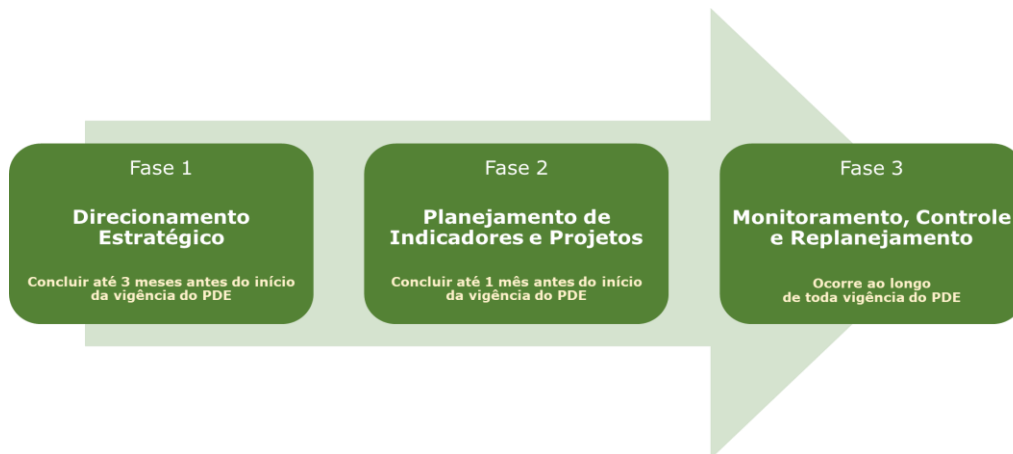 Fase 1
Direcionamento
Estratégico
Concluir até 3 meses antes do início
da vigência do PDE
Fase 2
Planejamento de
Indicadores e Projetos
Concluir até 1 mês antes do início
da vigência do PDE
Fase 3
Monitoramento, Controle
e Replanejamento
Ocorre ao longo
de toda vigência do PDE